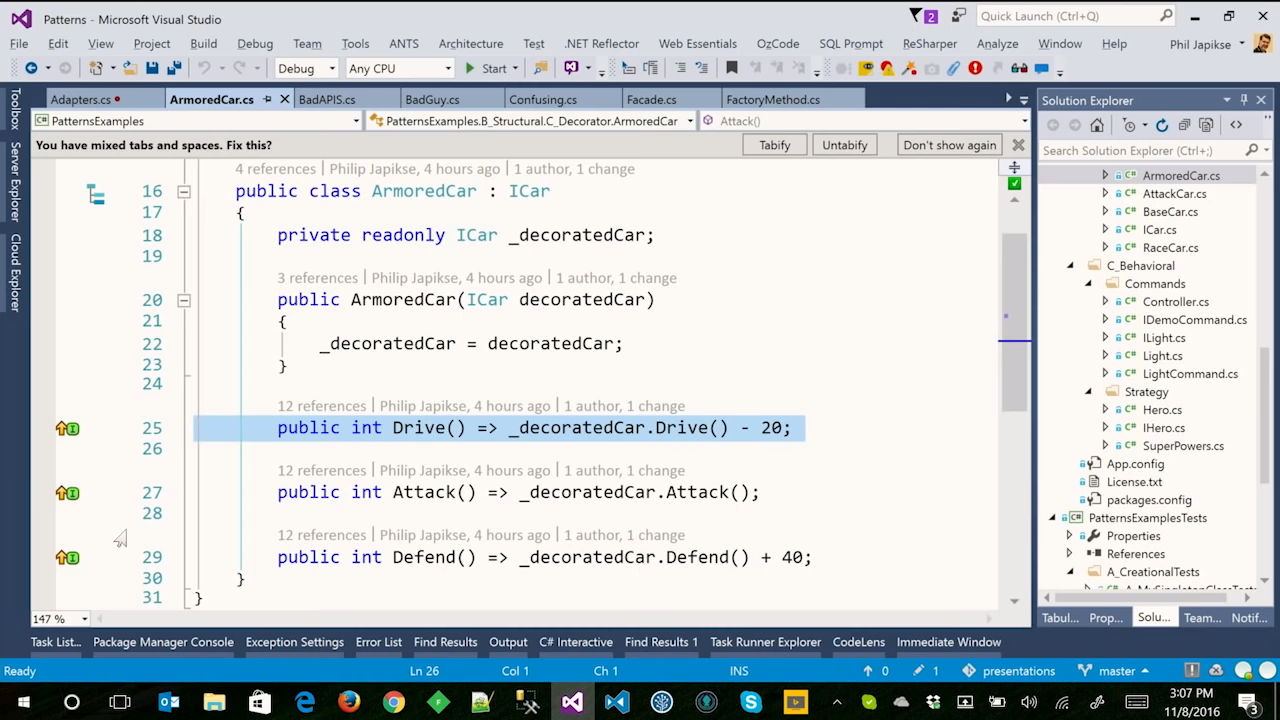 Patterns - Microsoft Visual Studio
2
Quick Launch (Ctrl+Q)
File Edit View Project Build Debug Team Tools ANTS Architecture Test .NET Reflector Web Essentials OzCode SQL Prompt ReSharper Analyze Window Help Phil Japikse
Debug Any CPU Start
Adapters.cs ArmoredCar.cs BadAPIS.cs BadGuy.cs Confusing.cs Facade.cs FactoryMethod.cs
PatternsExamples PatternsExamples.B_Structural.C_Decorator.ArmoredCar Attack()
You have mixed tabs and spaces. Fix this? Tabify Untabify Don't show again
Toolbox
Server Explorer
Cloud Explorer
4 references | Philip Japikse, 4 hours ago | 1 author, 1 change
16 public class ArmoredCar : ICar
17 {
18 private readonly ICar _decoratedCar;
19
3 references | Philip Japikse, 4 hours ago | 1 author, 1 change
20 public ArmoredCar(ICar decoratedCar)
21 {
22 _decoratedCar = decoratedCar;
23 }
24
12 references | Philip Japikse, 4 hours ago | 1 author, 1 change
25 public int Drive() => _decoratedCar.Drive() - 20;
26
12 references | Philip Japikse, 4 hours ago | 1 author, 1 change
27 public int Attack() => _decoratedCar.Attack();
28
12 references | Philip Japikse, 4 hours ago | 1 author, 1 change
29 public int Defend() => _decoratedCar.Defend() + 40;
30 }
31 }
147 %
Solution Explorer
Search Solution Explorer (Ctrl+;)
C# ArmoredCar.cs
C# AttackCar.cs
C# BaseCar.cs
C# ICar.cs
C# RaceCar.cs
C_Behavioral
Commands
C# Controller.cs
C# IDemoCommand.cs
C# ILight.cs
C# Light.cs
C# LightCommand.cs
Strategy
C# Hero.cs
C# IHero.cs
C# SuperPowers.cs
App.config
License.txt
packages.config
C# PatternsExamplesTests
Properties
References
A_CreationalTests
Tabul... Prop... Solu... Team... Notif...
Task List... Package Manager Console Exception Settings Error List Find Results Output C# Interactive Find Results 1 Task Runner Explorer CodeLens Immediate Window
Ready Ln 26 Col 1 Ch 1 INS 0 1 presentations master
3:07 PM
11/8/2016
3